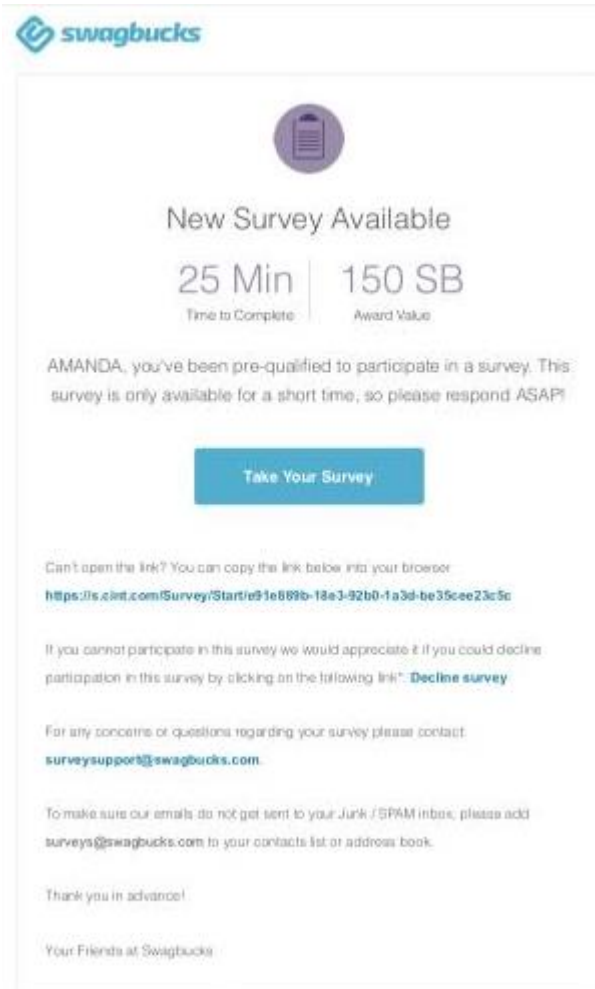 swagbucks
New Survey Available
25 Min
150 SB
Time to Complete
Award Value
AMANDA, you've been pre-qualified to participate in a survey. This
survey is only available for a short time, so please respond ASAP!
Take Your Survey
Can't open the link? You can copy the link below into your browser
https://s.cint.com/Survey/Start/e91e889b-18e3-92b0-1a3d-be35cee23c5c
If you cannot participate in this survey we would appreciate it if you could decline
participation in this survey by clicking on the following link*. Decline survey
For any concerns or questions regarding your survey please contact
surveysupport@swagbucks.com.
To make sure our emails do not get sent to your Junk / SPAM inbox, please add
surveys@swagbucks.com to your contacts list or address book.
Thank you in advance!
Your Friends at Swagbucks